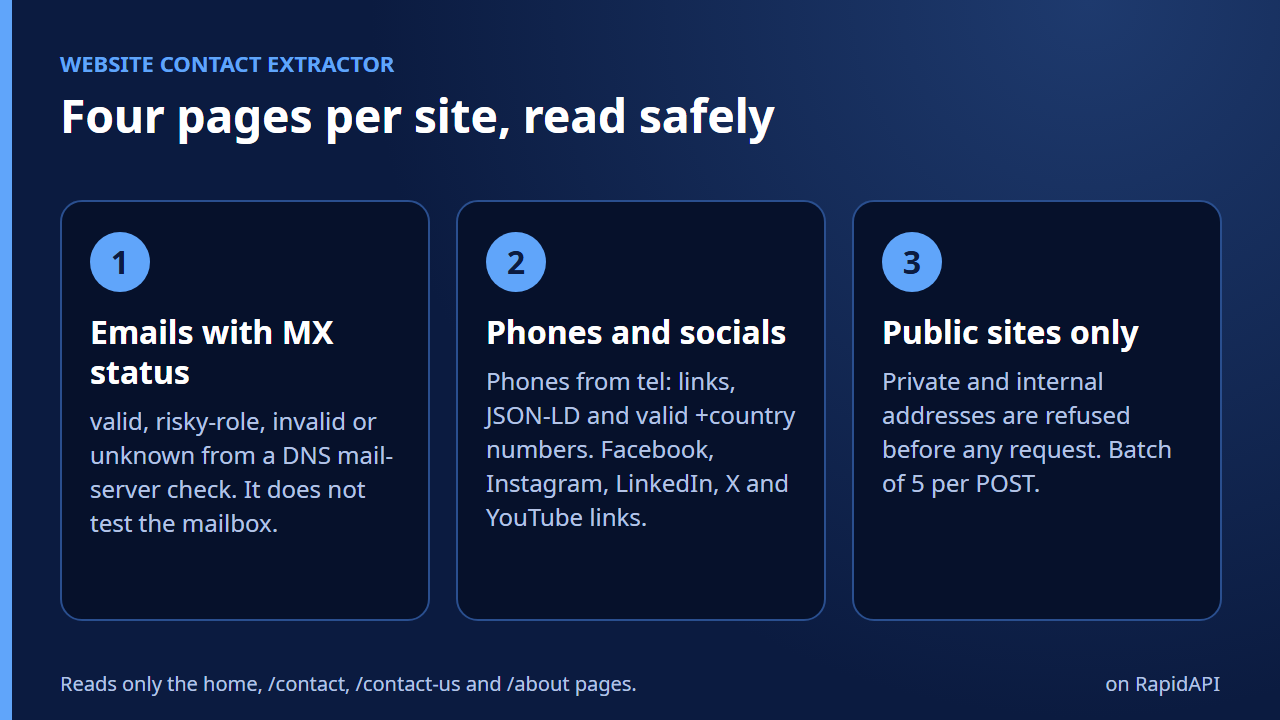 WEBSITE CONTACT EXTRACTOR
Four pages per site, read safely
1
Emails with MX
status
valid, risky-role, invalid or
unknown from a DNS mail-
server check. It does not
test the mailbox.
2
Phones and socials
Phones from tel: links,
JSON-LD and valid +country
numbers. Facebook,
Instagram, LinkedIn, X and
YouTube links.
3
Public sites only
Private and internal
addresses are refused
before any request. Batch
of 5 per POST.
Reads only the home, /contact, /contact-us and /about pages.
on RapidAPI